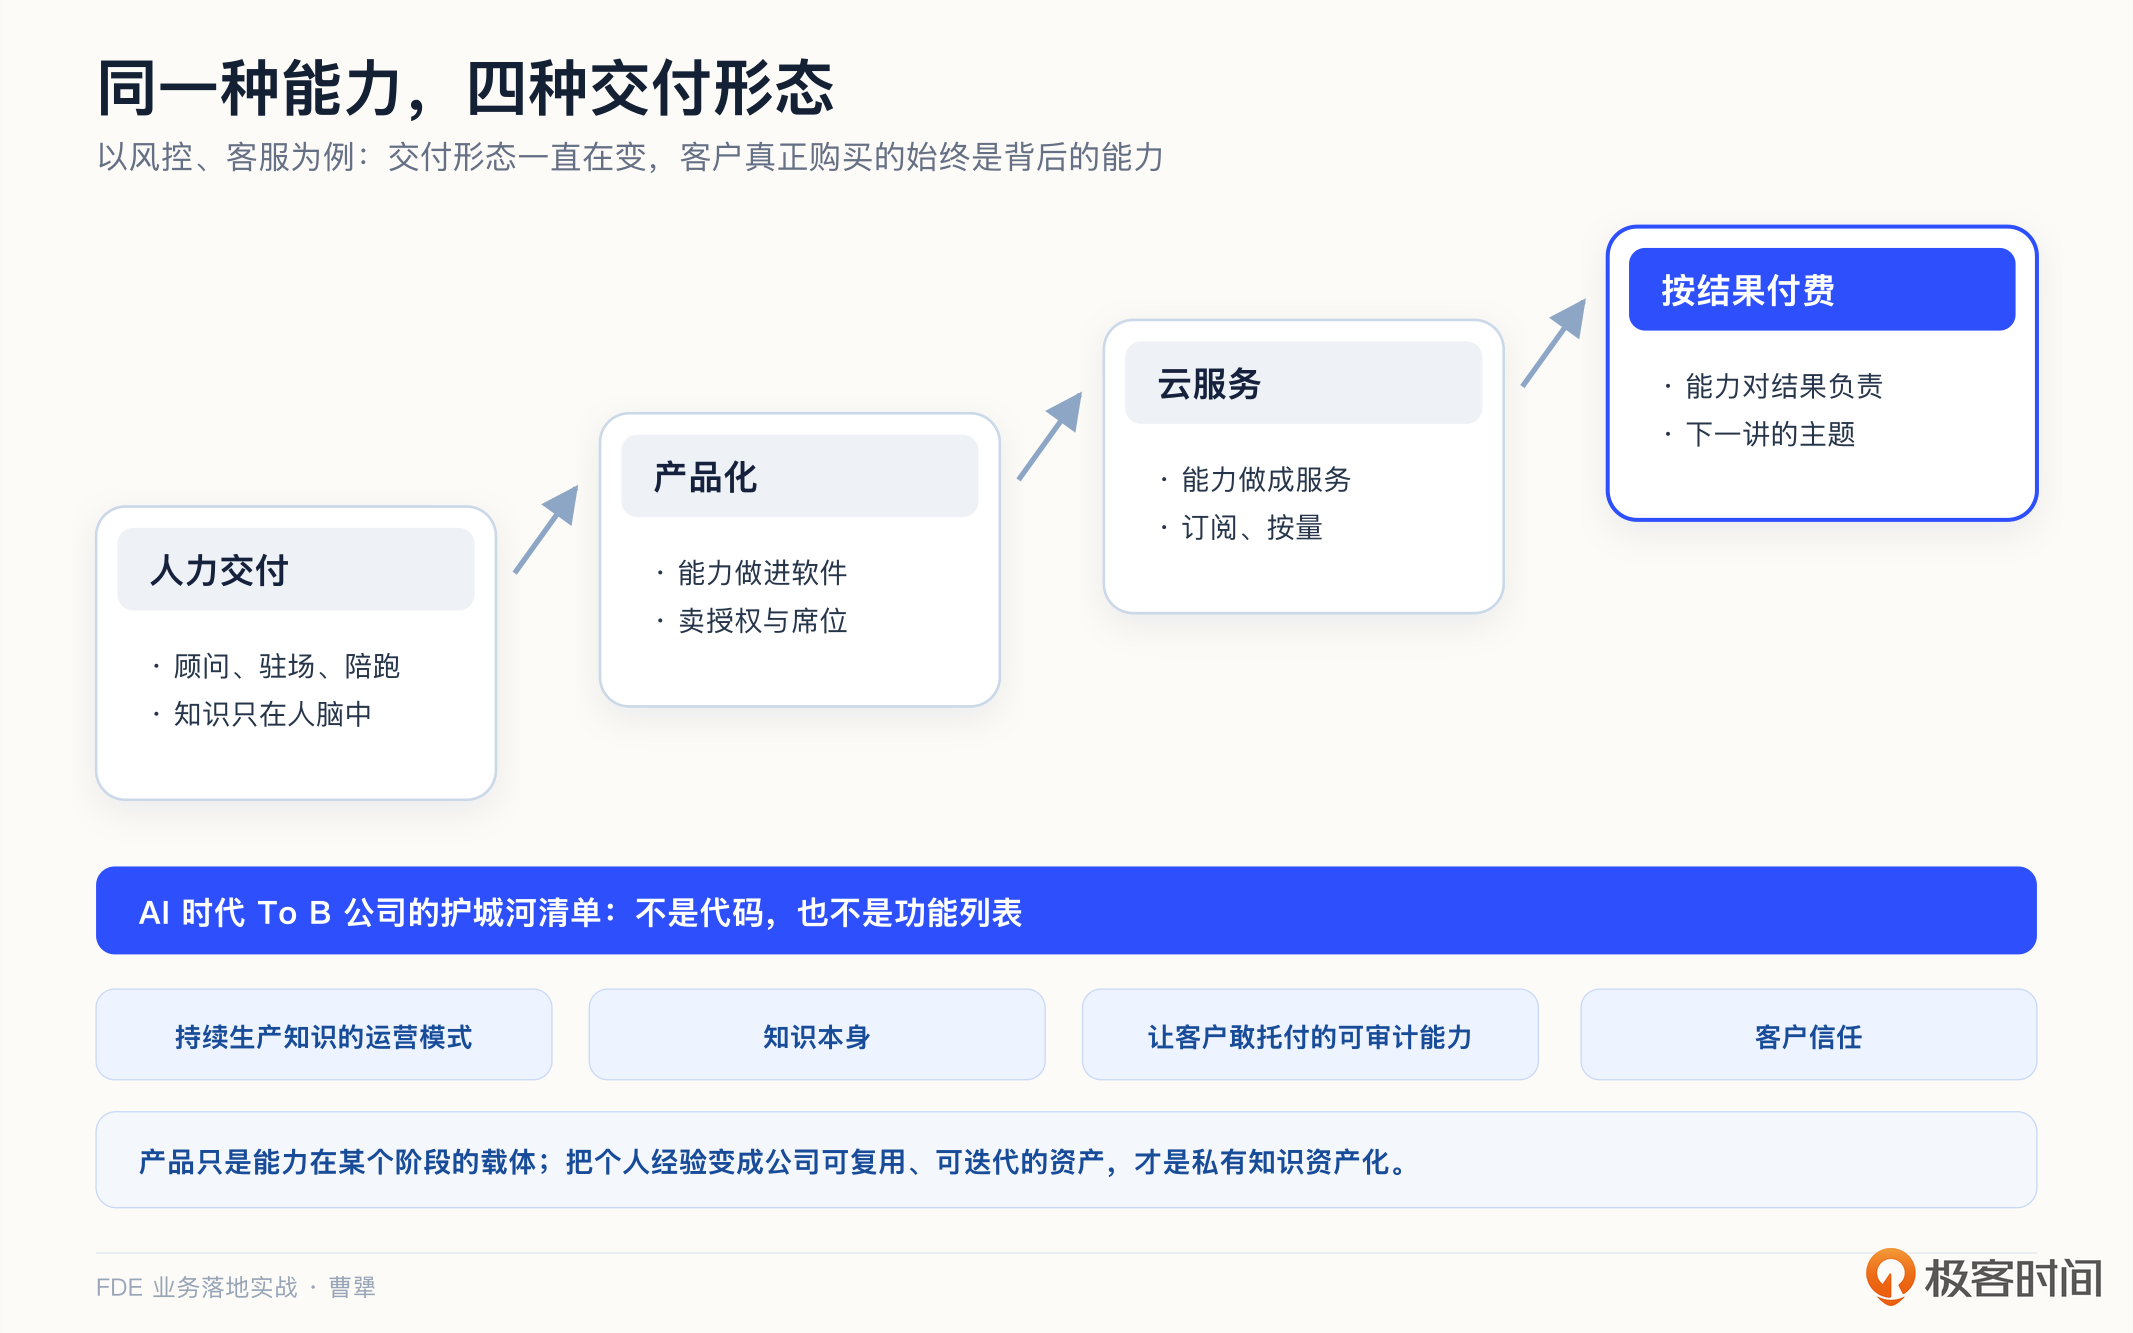 同一种能力，四种交付形态
以风控、客服为例：交付形态一直在变，客户真正购买的始终是背后的能力
人力交付
· 顾问、驻场、陪跑
· 知识只在人脑中
产品化
· 能力做进软件
· 卖授权与席位
云服务
· 能力做成服务
· 订阅、按量
按结果付费
· 能力对结果负责
· 下一讲的主题
AI 时代 To B 公司的护城河清单：不是代码，也不是功能列表
持续生产知识的运营模式
知识本身
让客户敢托付的可审计能力
客户信任
产品只是能力在某个阶段的载体；把个人经验变成公司可复用、可迭代的资产，才是私有知识资产化。
FDE 业务落地实战 · 曹犟
极客时间